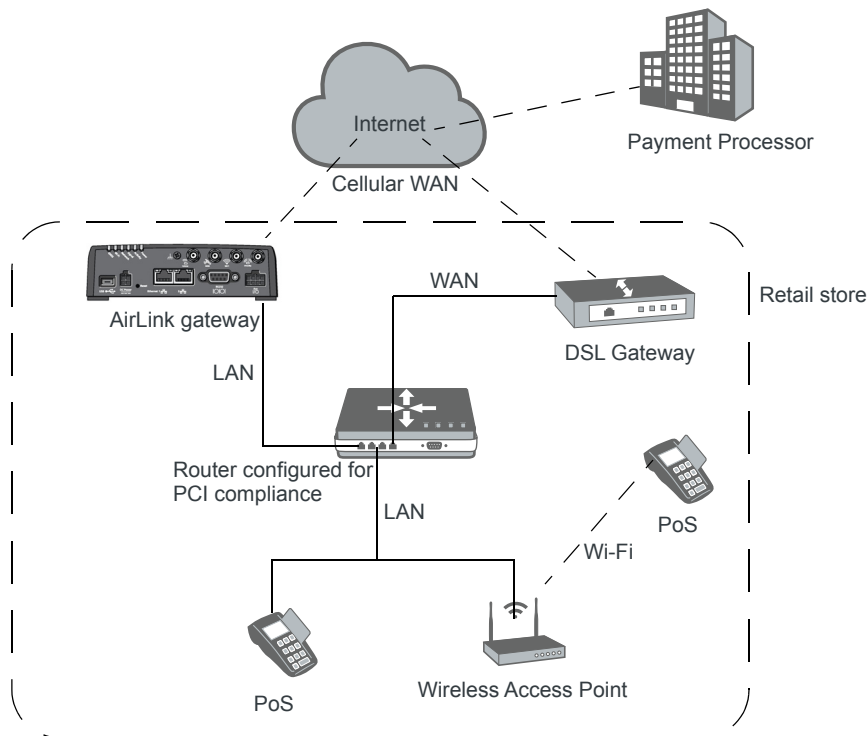 Internet
Payment Processor
Cellular WAN
WAN
Retail store
AirLink gateway
DSL Gateway
LAN
Router configured for
PCI compliance
LAN
PoS
Wi-Fi
PoS
Wireless Access Point